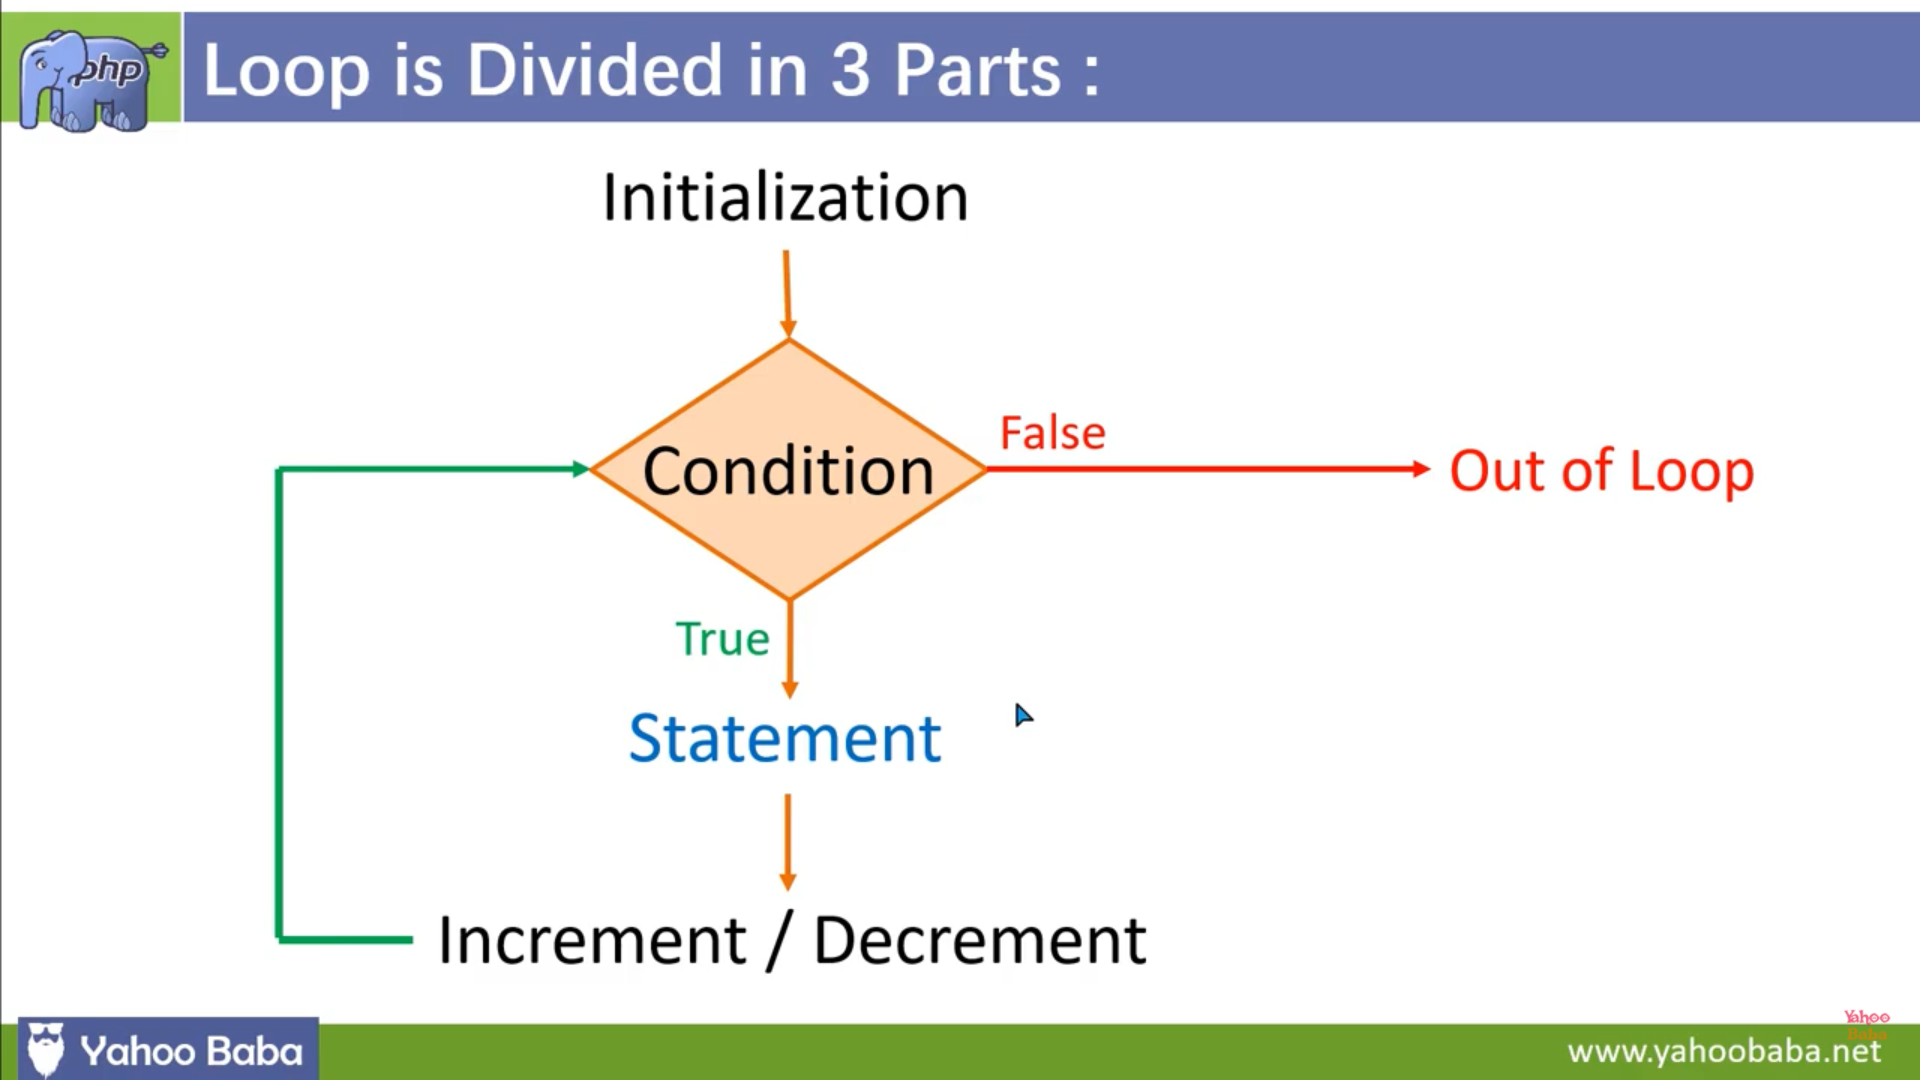 php
Loop is Divided in 3 Parts :
Initialization
Condition
False
Out of Loop
True
Statement
Increment / Decrement
Yahoo Baba
Yahoo
Baba
www.yahoobaba.net